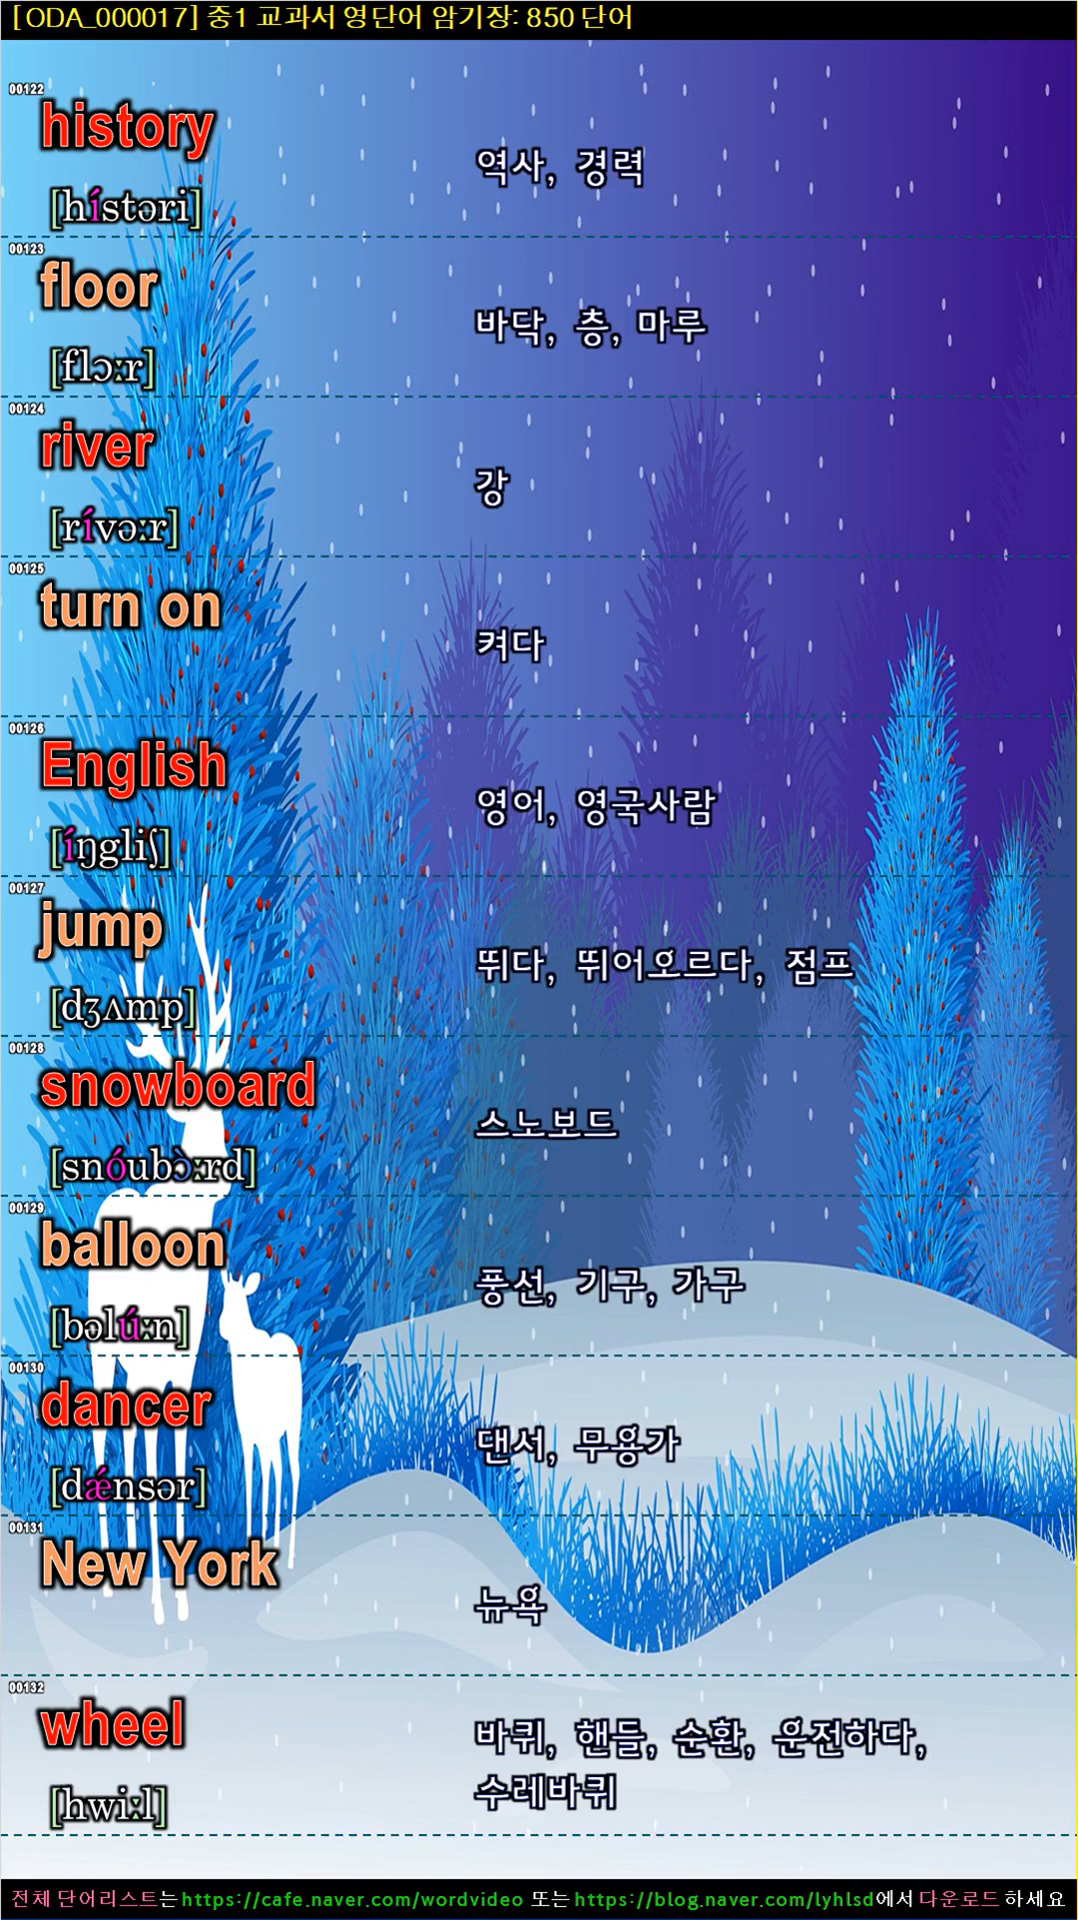 [ODA_000017] 중1 교과서 영단어 암기장: 850 단어
00122
history
역사, 경력
[hístəri]
00123
floor
바닥, 층, 마루
[flɔːr]
00124
river
강
[rívəːr]
00125
turn on
켜다
00126
English
영어, 영국사람
[íŋgliʃ]
00127
jump
뛰다, 뛰어오르다, 점프
[dʒʌmp]
00128
snowboard
스노보드
[snóubɔ̀ːrd]
00129
balloon
풍선, 기구, 가구
[bəlúːn]
00130
dancer
댄서, 무용가
[dǽnsər]
00131
New York
뉴욕
00132
wheel
바퀴, 핸들, 순환, 운전하다,
수레바퀴
[hwiːl]
전체 단어리스트는 https://cafe.naver.com/wordvideo 또는 https://blog.naver.com/lyhlsd에서 다운로드 하세요